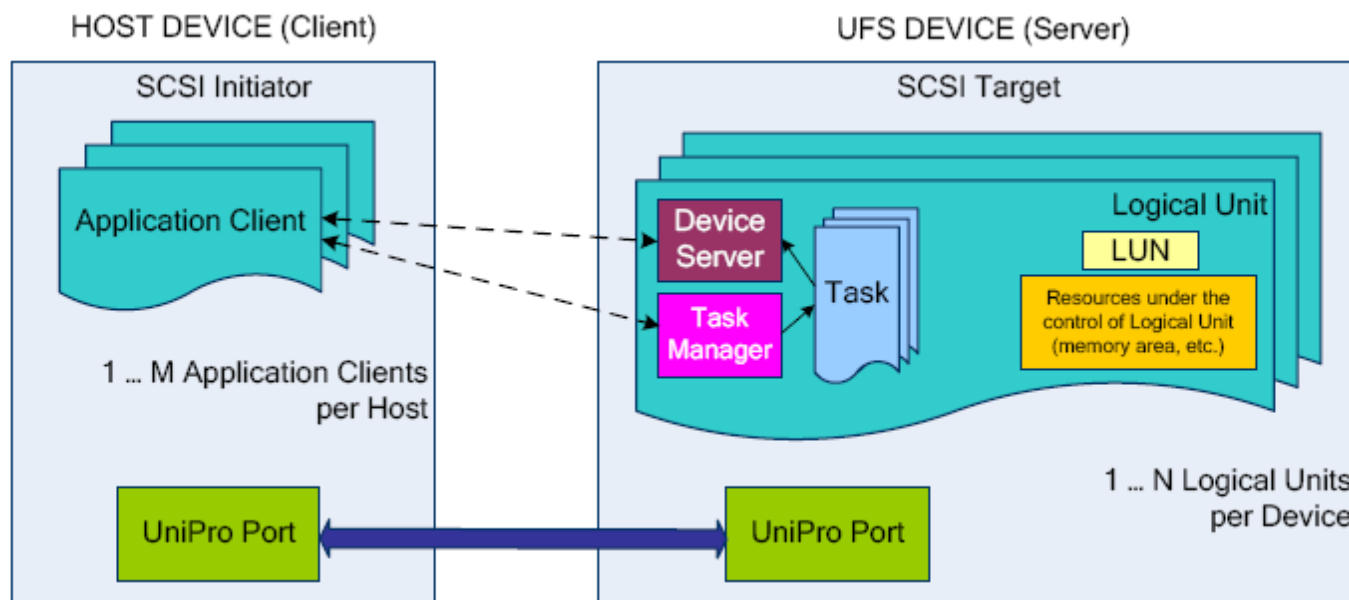 HOST DEVICE (Client)
UFS DEVICE (Server)
SCSI Initiator
Application Client
1 ... M Application Clients
per Host
UniPro Port
SCSI Target
Logical Unit
Device
Server
Task
Manager
Task
LUN
Resources under the
control of Logical Unit
(memory area, etc.)
1 ... N Logical Units
per Device
UniPro Port